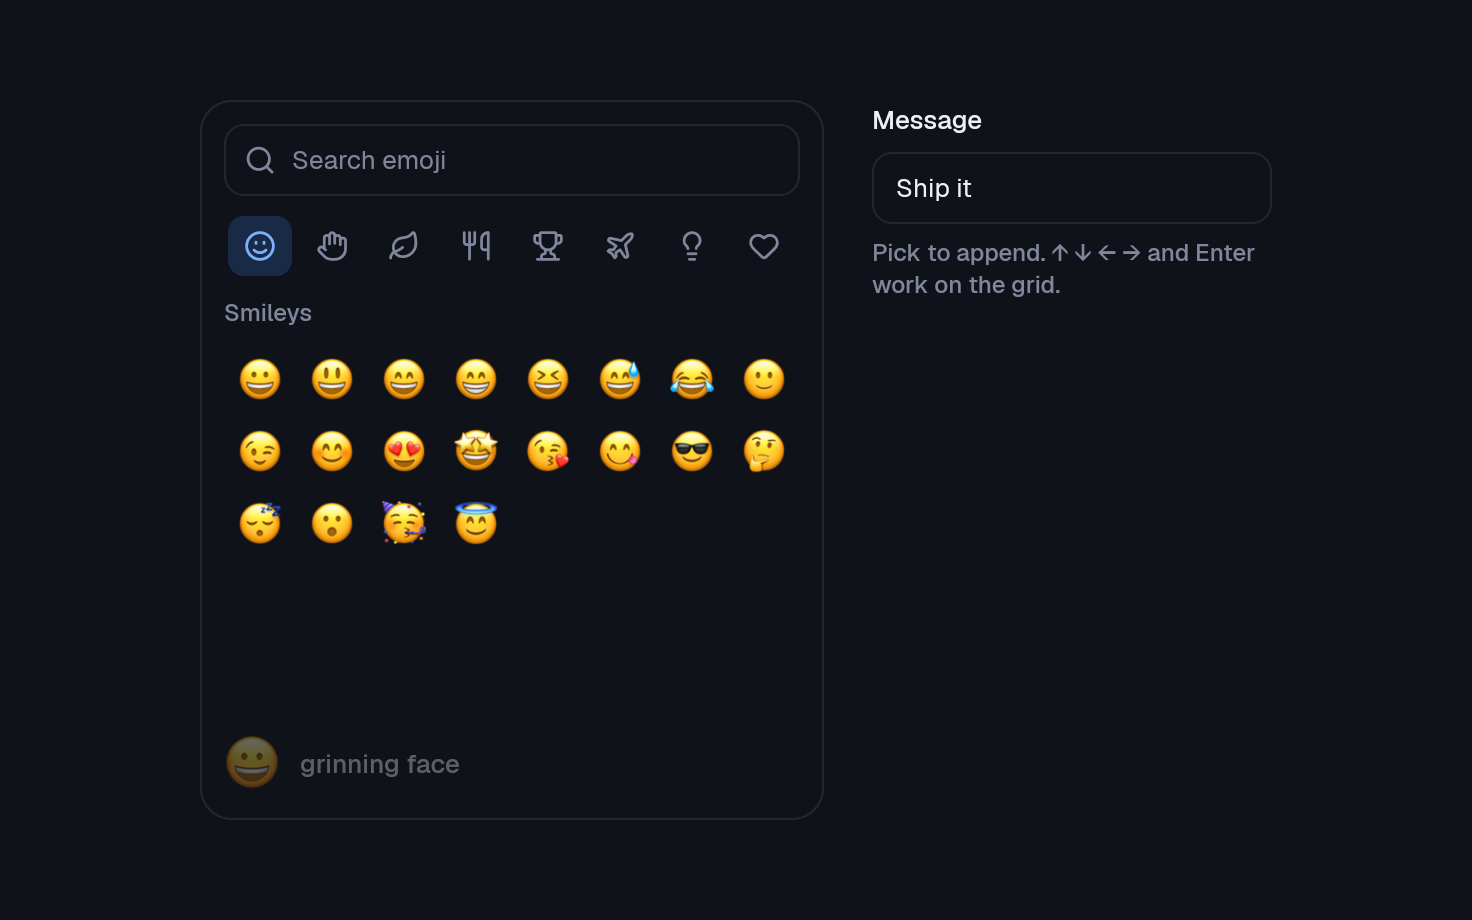 Search emoji
Smileys
grinning face
Message
Ship it
Pick to append. ↑ ↓ ← → and Enter
work on the grid.